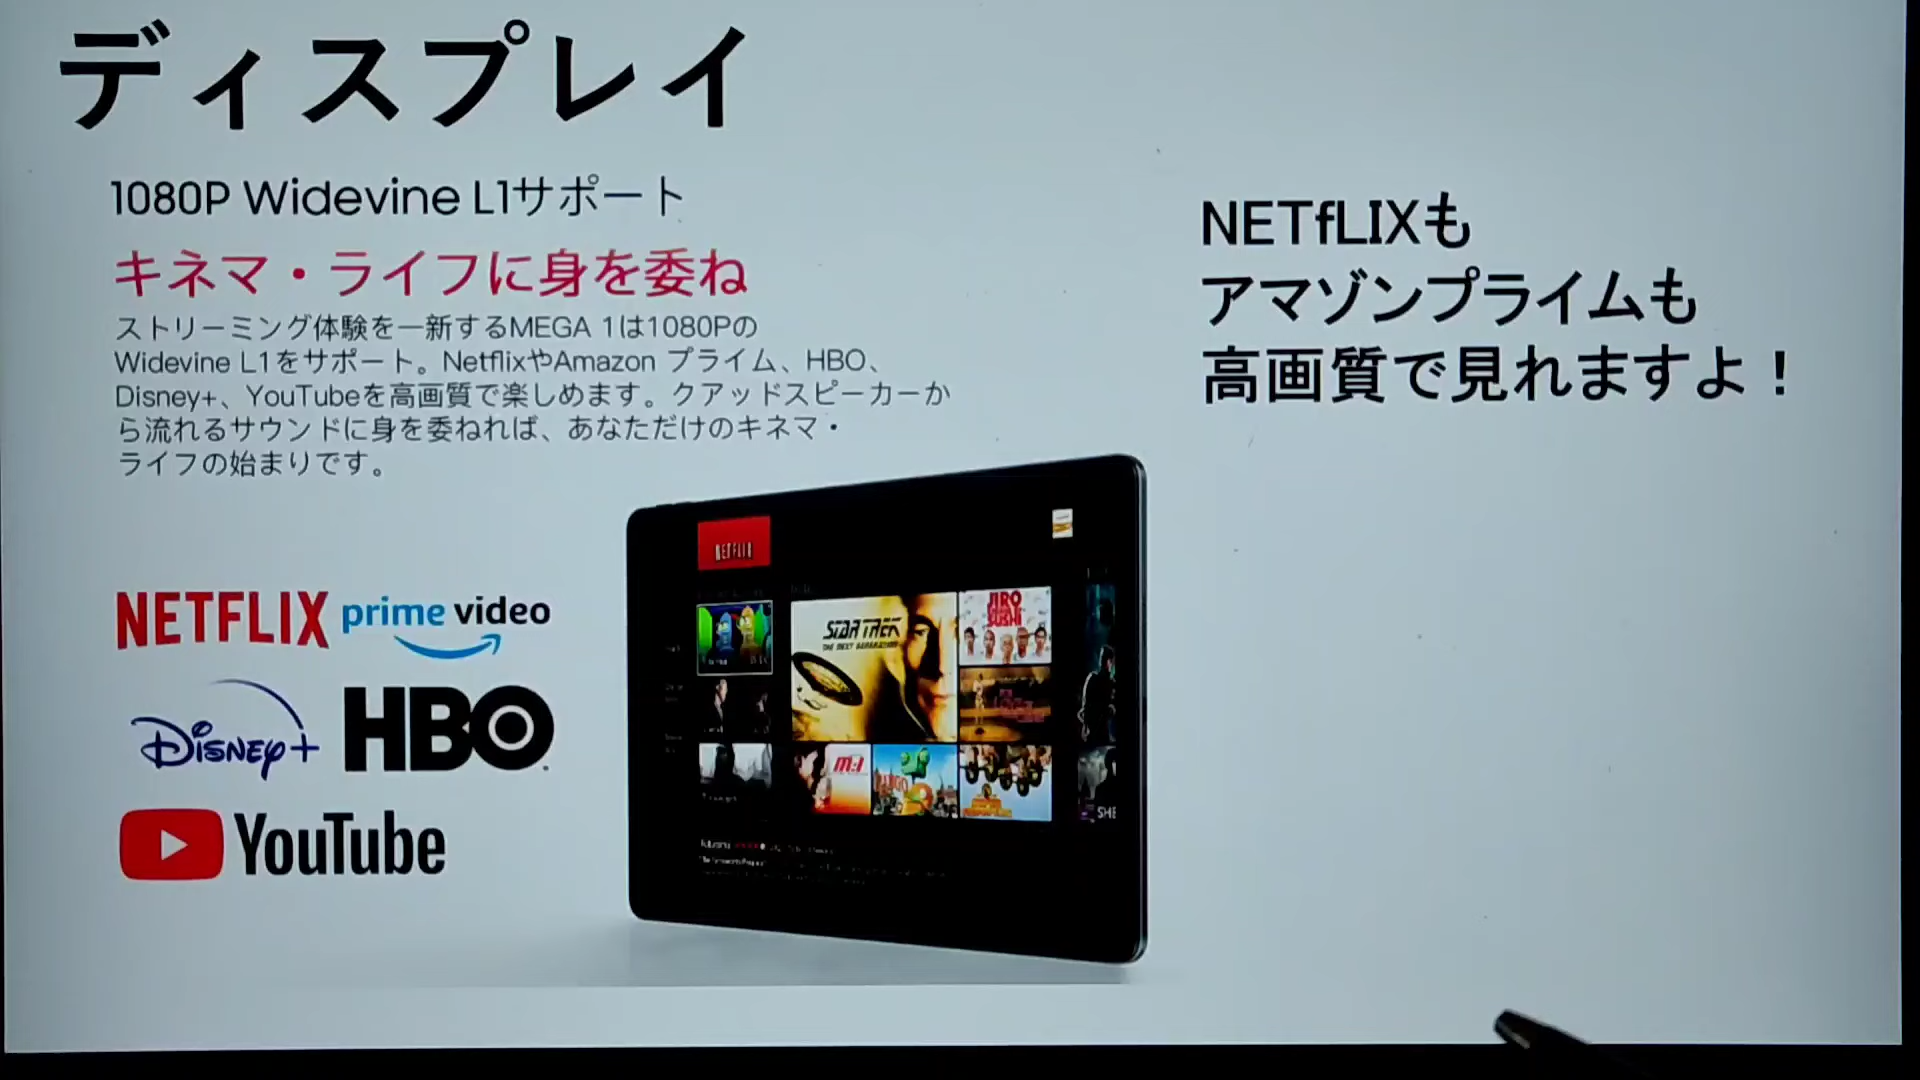 ディスプレイ
1080P Widevine L1サポート
キネマ・ライフに身を委ね
ストリーミング体験を一新するMEGA 1は1080Pの
Widevine L1をサポート。NetflixやAmazon プライム、HBO、
Disney+、YouTubeを高画質で楽しめます。クアッドスピーカーか
ら流れるサウンドに身を委ねれば、あなただけのキネマ・
ライフの始まりです。
NETfLIXも
アマゾンプライムも
高画質で見れますよ！
NETFLIX
prime video
Disney+
HBO
YouTube
NETFLIX
STAR TREK
THE NEXT GENERATION
JIRO
SUSHI
M:I
SHE